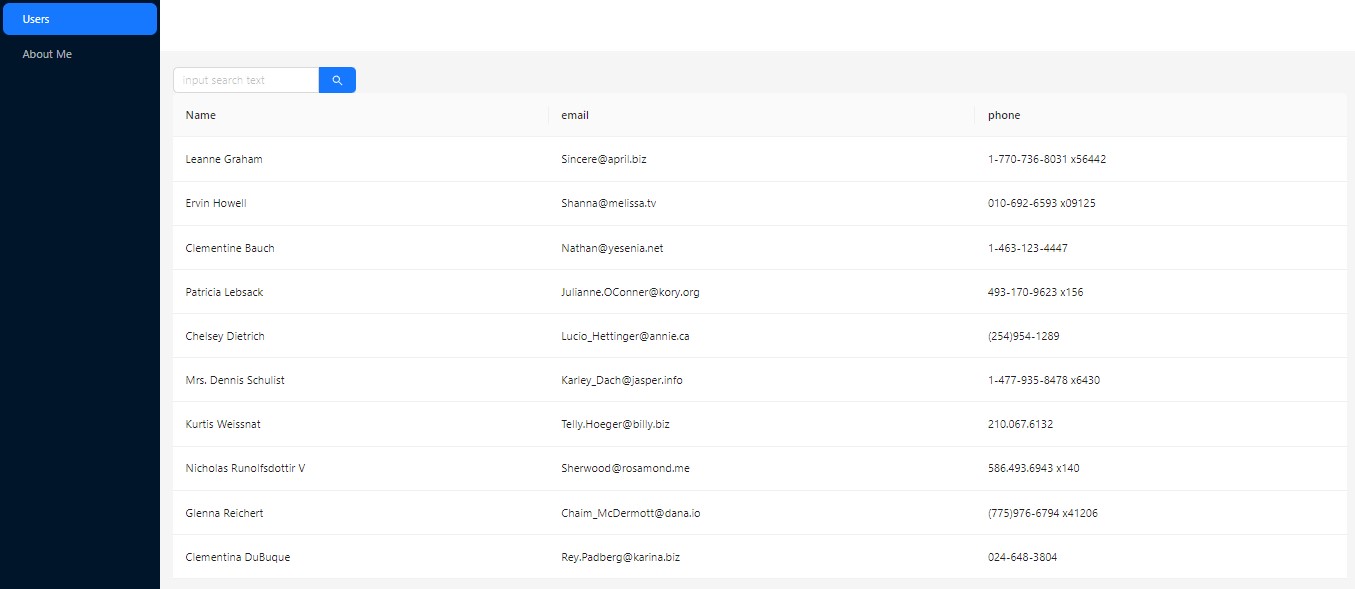 Users
About Me
input search text
Name email phone
Leanne Graham Sincere@april.biz 1-770-736-8031 x56442
Ervin Howell Shanna@melissa.tv 010-692-6593 x09125
Clementine Bauch Nathan@yesenia.net 1-463-123-4447
Patricia Lebsack Julianne.OConner@kory.org 493-170-9623 x156
Chelsey Dietrich Lucio_Hettinger@annie.ca (254)954-1289
Mrs. Dennis Schulist Karley_Dach@jasper.info 1-477-935-8478 x6430
Kurtis Weissnat Telly.Hoeger@billy.biz 210.067.6132
Nicholas Runolfsdottir V Sherwood@rosamond.me 586.493.6943 x140
Glenna Reichert Chaim_McDermott@dana.io (775)976-6794 x41206
Clementina DuBuque Rey.Padberg@karina.biz 024-648-3804